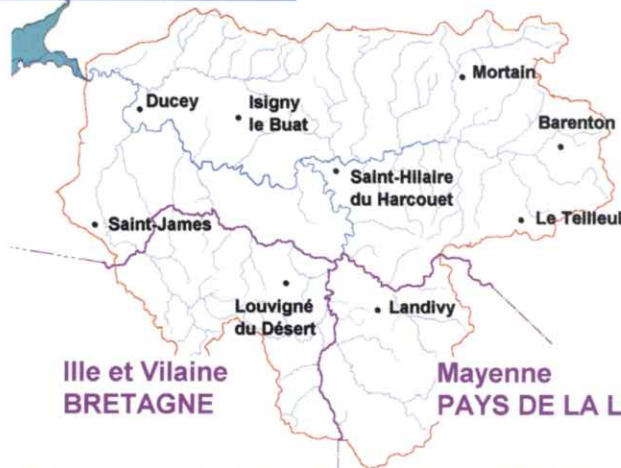 Mortain
Ducey
Isigny
le Buat
Barenton
Saint-Hilaire
du Harcouet
Saint-James
Le Teilleul
Louvigné
du Désert
Landivy
Ille et Vilaine
BRETAGNE
Mayenne
PAYS DE LA L